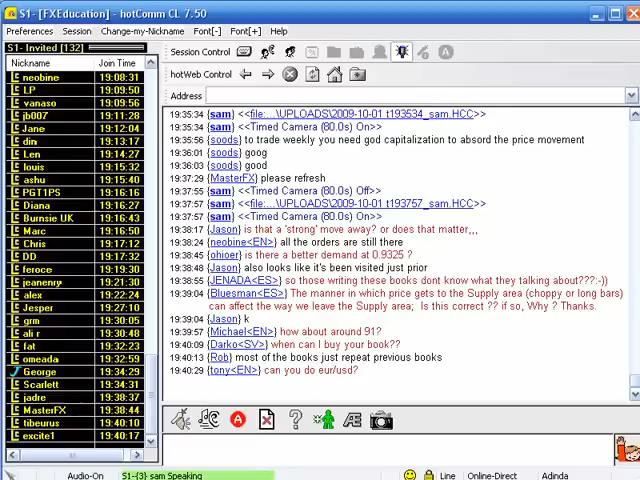 S1- [FXEducation] - hotComm CL 7.50
Preferences Session Change-my-Nickname Font[-] Font[+] Help
S1- Invited [132]
Nickname Join Time
neobine 19:08:31
LP 19:09:50
vanaso 19:09:56
jb007 19:11:28
Jane 19:12:04
din 19:13:17
Len 19:14:27
louis 19:15:32
ashu 19:15:40
PGT1PS 19:16:16
Diana 19:16:27
Burnsie UK 19:16:43
Marc 19:16:50
Chris 19:17:12
DD 19:17:32
feroce 19:19:30
jeanenry 19:21:30
alex 19:22:24
Jesper 19:27:10
grm 19:30:05
ali r 19:31:48
fat 19:32:23
omeada 19:32:59
George 19:34:29
Scarlett 19:34:31
jadre 19:38:37
MasterFX 19:38:44
tibeurus 19:40:10
excite1 19:40:17
Session Control
hotWeb Control
Address
19:35:34 {sam} <<file:...\UPLOADS\2009-10-01 t193534_sam.HCC>>
19:35:34 {sam} <<Timed Camera (80.0s) On>>
19:35:56 {soods} to trade weekly you need god capitalization to absord the price movement
19:36:01 {soods} goog
19:36:03 {soods} good
19:37:29 {MasterFX} please refresh
19:37:55 {sam} <<Timed Camera (80.0s) Off>>
19:37:57 {sam} <<file:...\UPLOADS\2009-10-01 t193757_sam.HCC>>
19:37:57 {sam} <<Timed Camera (80.0s) On>>
19:38:17 {Jason} is that a 'strong' move away? or does that matter,,,
19:38:24 {neobine<EN>} all the orders are still there
19:38:45 {ohioer} is there a better demand at 0.9325 ?
19:38:48 {Jason} also looks like it's been visited just prior
19:38:55 {JENADA<ES>} so those writing these books dont know what they talking about???:-))
19:39:04 {Bluesman<ES>} The manner in which price gets to the Supply area (choppy or long bars)
can affect the way we leave the Supply area; Is this correct ?? if so, Why ? Thanks.
19:39:04 {Jason} k
19:39:57 {Michael<EN>} how about around 91?
19:40:09 {Darko<SV>} when can I buy your book??
19:40:13 {Rob} most of the books just repeat previous books
19:40:29 {tony<EN>} can you do eur/usd?
Audio-On S1-{3} sam Speaking Line Online-Direct Adinda